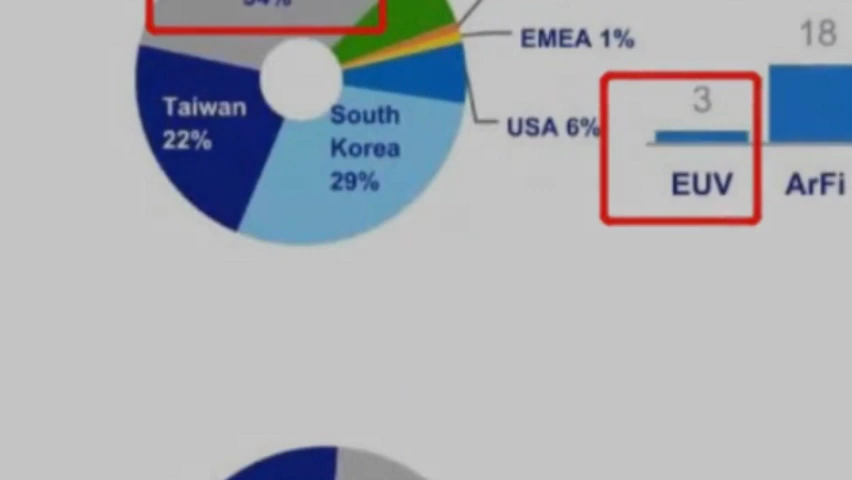 EMEA 1%
18
3
Taiwan
22%
South
Korea
29%
USA 6%
EUV
ArFi